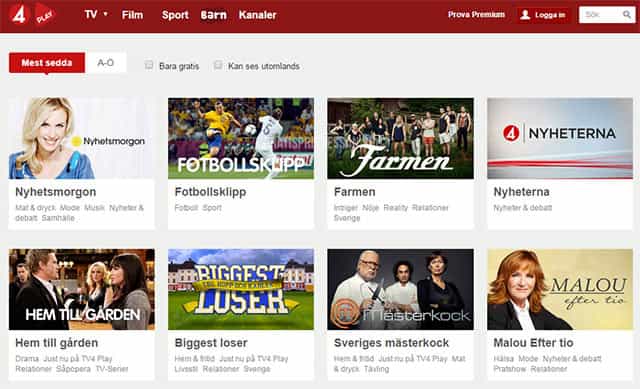 4 PLAY TV ▼ Film Sport Barn Kanaler Prova Premium Logga in Sök
Mest sedda A-Ö Bara gratis Kan ses utomlands
Nyhetsmorgon
FOTBOLLSKLIPP
Farmen
4 NYHETERNA
Nyhetsmorgon
Mat & dryck Mode Musik Nyheter &
debatt Samhälle
Fotbollsklipp
Fotboll Sport
Farmen
Intriger Nöje Reality Relationer
Sverige
Nyheterna
Nyheter & debatt
HEM TILL GÅRDEN
BIGGEST
LOSER
Mästerkock
MALOU
efter tio
Hem till gården
Drama Just nu på TV4 Play
Relationer Såpopera TV-Serier
Biggest loser
Hem & fritid Just nu på TV4 Play
Livsstil Relationer Sverige
Sveriges mästerkock
Hem & fritid Just nu på TV4 Play Mat
& dryck Tävling
Malou Efter tio
Hälsa Mode Nyheter & debatt
Pratshow Relationer